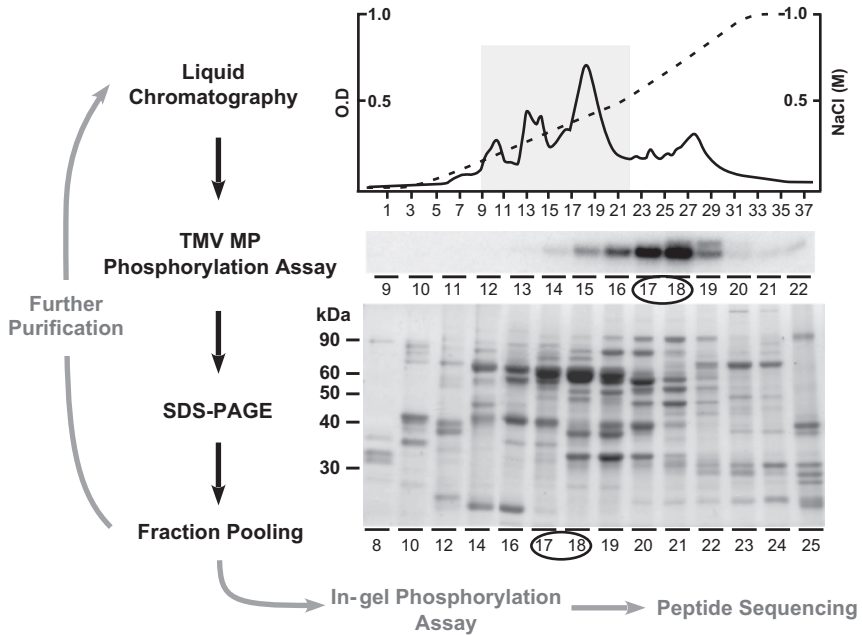 1.0
1.0
Liquid
Chromatography
O.D
0.5
0.5
NaCl (M)
1 3 5 7 9 11 13 15 17 19 21 23 25 27 29 31 33 35 37
TMV MP
Phosphorylation Assay
9 10 11 12 13 14 15 16 17 18 19 20 21 22
Further
Purification
kDa
90
60
50
40
30
SDS-PAGE
Fraction Pooling
8 10 12 14 16 17 18 19 20 21 22 23 24 25
In-gel Phosphorylation
Assay
Peptide Sequencing